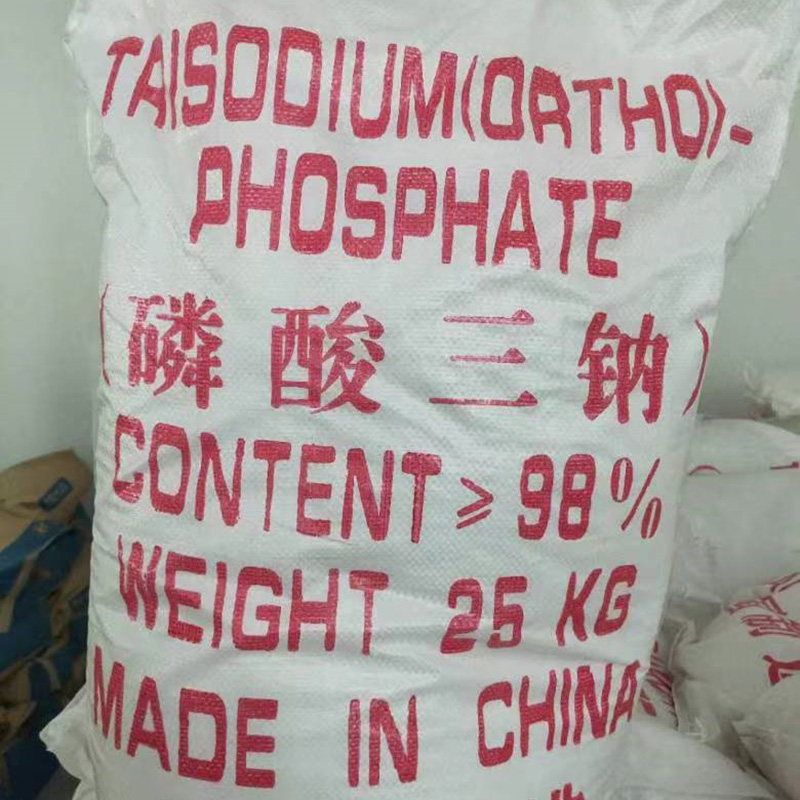 TAISODIUM(ORTHO)-
PHOSPHATE
(磷酸三钠)
CONTENT ≥ 98%
WEIGHT 25 KG
MADE IN CHINA